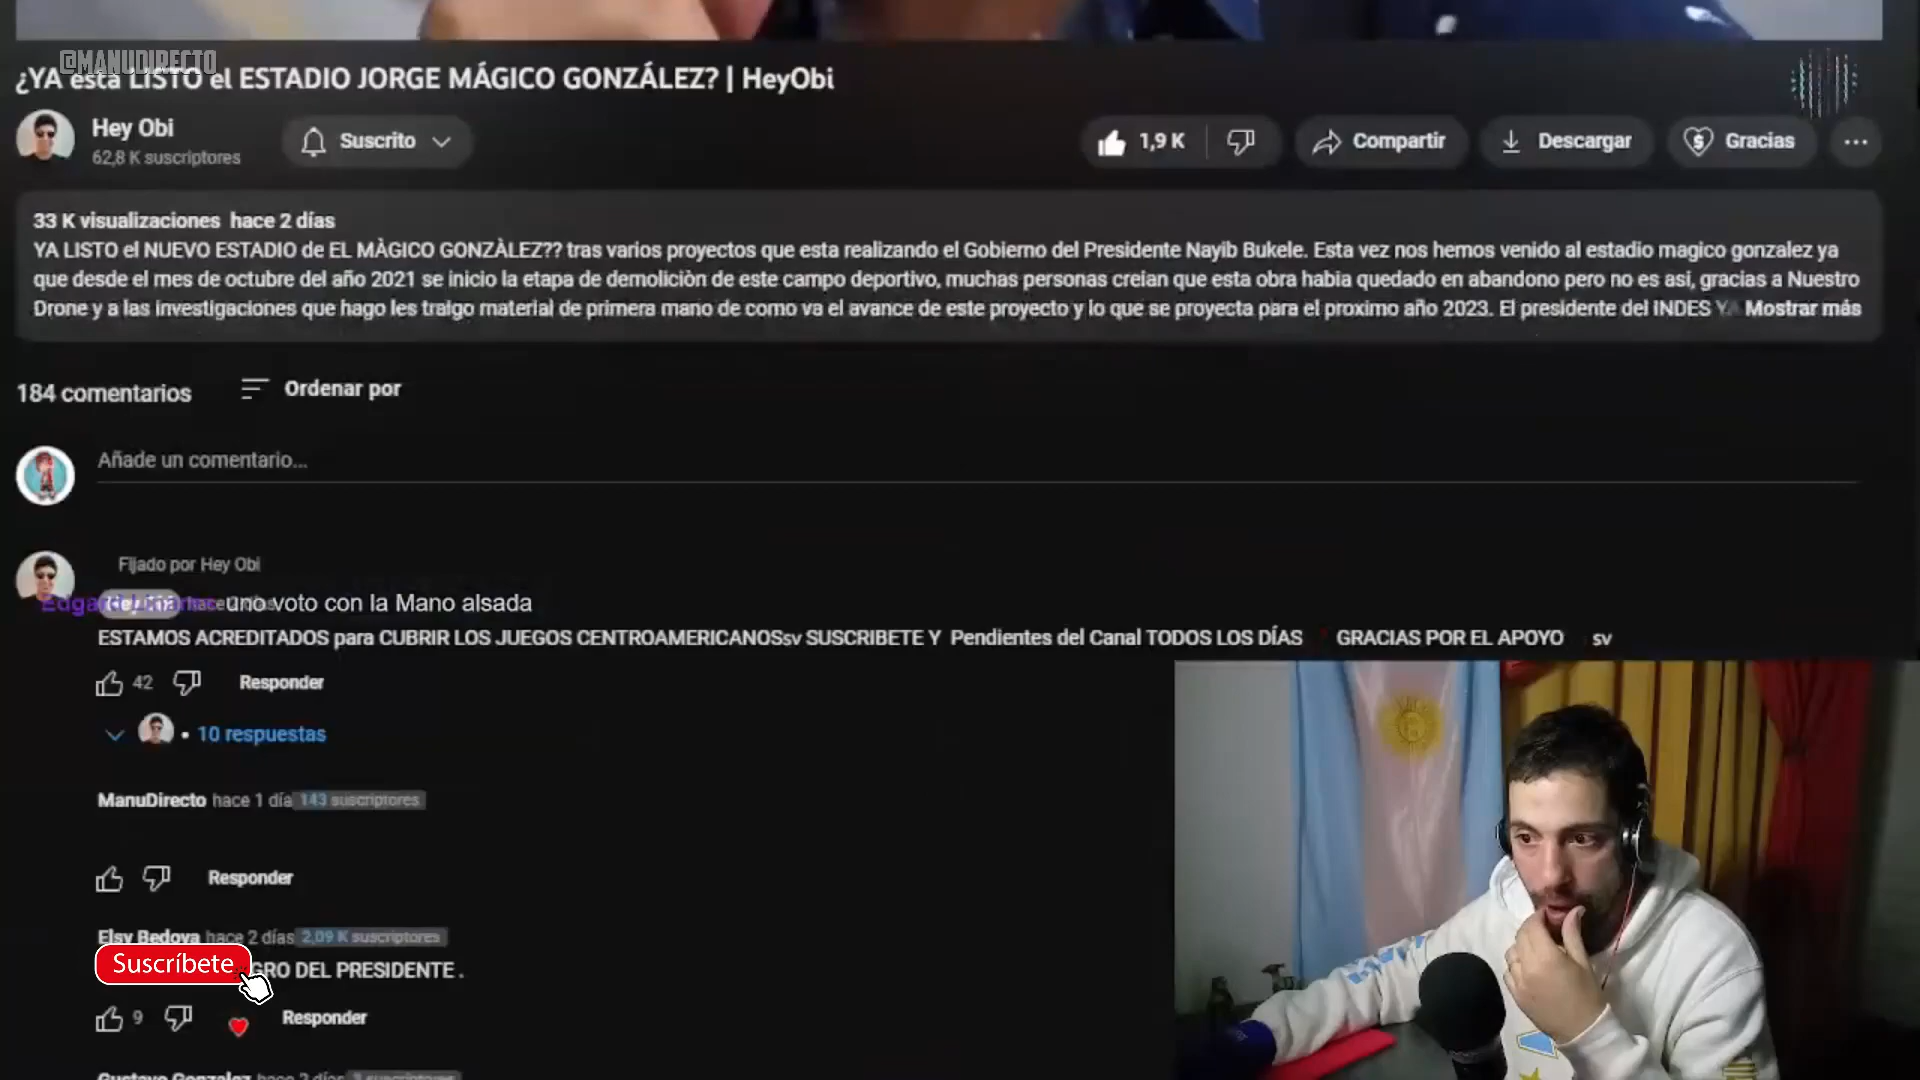 @MANUDIRECTO
¿YA está LISTO el ESTADIO JORGE MÁGICO GONZÁLEZ? | HeyObi
Hey Obi
62,8 K suscriptores
Suscrito
1,9 K
Compartir
Descargar
Gracias
33 K visualizaciones hace 2 días
YA LISTO el NUEVO ESTADIO de EL MÀGICO GONZÀLEZ?? tras varios proyectos que esta realizando el Gobierno del Presidente Nayib Bukele. Esta vez nos hemos venido al estadio magico gonzalez ya
que desde el mes de octubre del año 2021 se inicio la etapa de demoliciòn de este campo deportivo, muchas personas creian que esta obra habia quedado en abandono pero no es asi, gracias a Nuestro
Drone y a las investigaciones que hago les traigo material de primera mano de como va el avance de este proyecto y lo que se proyecta para el proximo año 2023. El presidente del INDES YA Mostrar más
184 comentarios
Ordenar por
Añade un comentario...
Fijado por Hey Obi
voto con la Mano alsada
ESTAMOS ACREDITADOS para CUBRIR LOS JUEGOS CENTROAMERICANOSsv SUSCRIBETE Y Pendientes del Canal TODOS LOS DÍAS GRACIAS POR EL APOYO sv
42
Responder
10 respuestas
ManuDirecto hace 1 día 143 suscriptores
Responder
Elsy Bedoya hace 2 días 2,09 K suscriptores
Suscríbete
DEL PRESIDENTE .
9
Responder
Gustavo Gonzalez hace 2 días